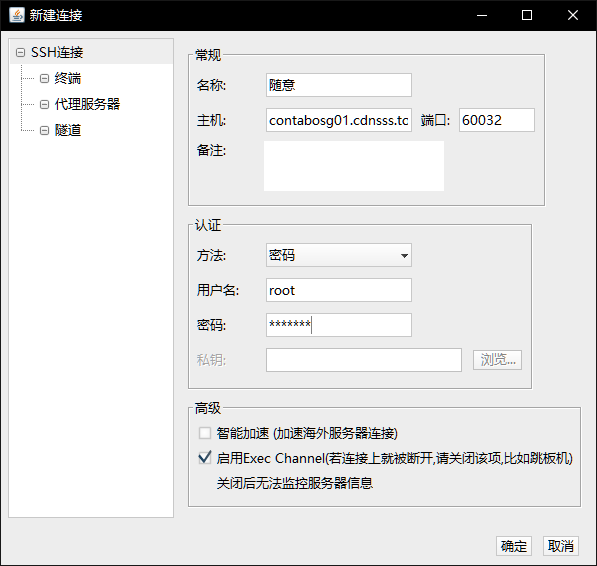 新建连接
SSH连接
终端
代理服务器
隧道
常规
名称: 随意
主机: contabosg01.cdnsss.tc 端口: 60032
备注:
认证
方法: 密码
用户名: root
密码: *******
私钥: 浏览...
高级
智能加速 (加速海外服务器连接)
启用Exec Channel(若连接上就被断开,请关闭该项,比如跳板机)
关闭后无法监控服务器信息
确定 取消